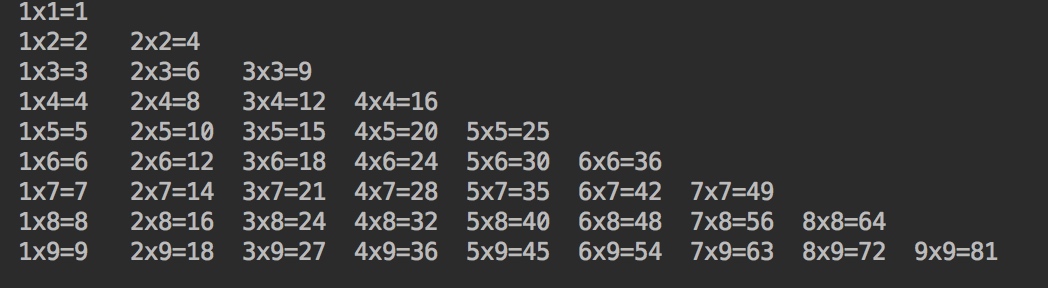 1x1=1
1x2=2 2x2=4
1x3=3 2x3=6 3x3=9
1x4=4 2x4=8 3x4=12 4x4=16
1x5=5 2x5=10 3x5=15 4x5=20 5x5=25
1x6=6 2x6=12 3x6=18 4x6=24 5x6=30 6x6=36
1x7=7 2x7=14 3x7=21 4x7=28 5x7=35 6x7=42 7x7=49
1x8=8 2x8=16 3x8=24 4x8=32 5x8=40 6x8=48 7x8=56 8x8=64
1x9=9 2x9=18 3x9=27 4x9=36 5x9=45 6x9=54 7x9=63 8x9=72 9x9=81